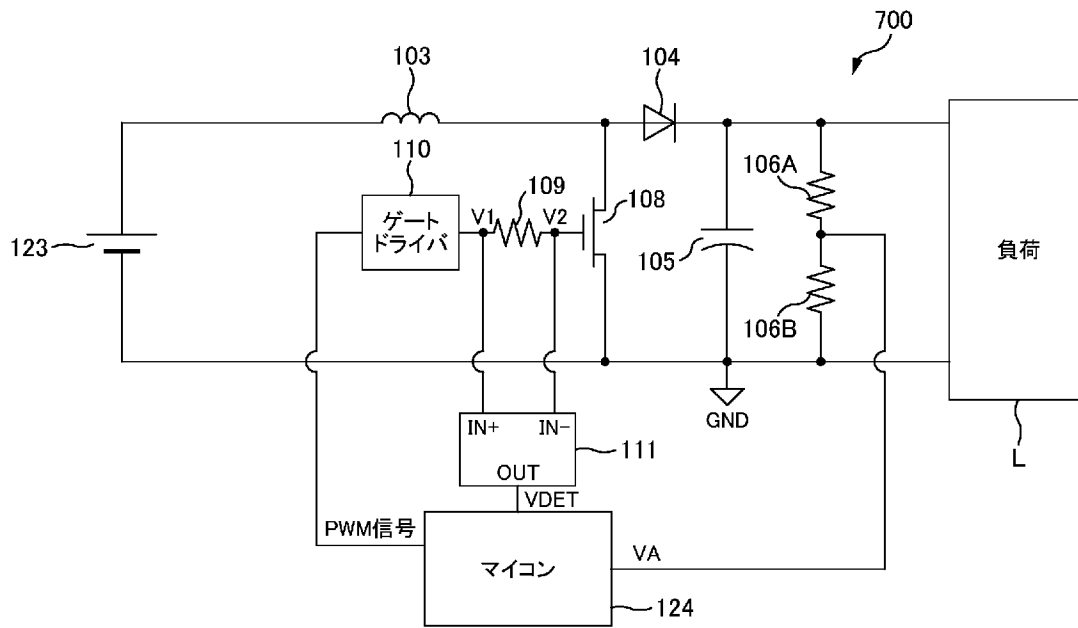 700
103
104
110
109
106A
ゲート
ドライバ
V1
V2
108
123
105
負荷
106B
GND
IN+
IN-
OUT
111
L
VDET
PWM信号
VA
マイコン
124